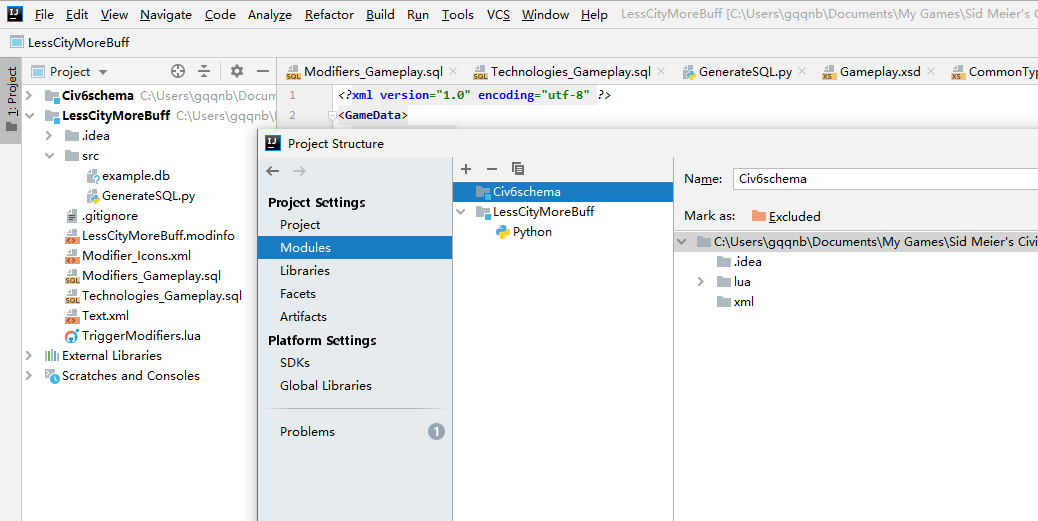 IJ File Edit View Navigate Code Analyze Refactor Build Run Tools VCS Window Help LessCityMoreBuff [C:\Users\gqqnb\Documents\My Games\Sid Meier's Ci
LessCityMoreBuff
1: Project
Project
Modifiers_Gameplay.sql Technologies_Gameplay.sql GenerateSQL.py Gameplay.xsd CommonTyp
Civ6schema C:\Users\gqqnb\Docum
LessCityMoreBuff C:\Users\gqqnb\
.idea
src
example.db
GenerateSQL.py
.gitignore
LessCityMoreBuff.modinfo
Modifier_Icons.xml
Modifiers_Gameplay.sql
Technologies_Gameplay.sql
Text.xml
TriggerModifiers.lua
External Libraries
Scratches and Consoles
1 <?xml version="1.0" encoding="utf-8" ?>
2 <GameData>
IJ Project Structure
Project Settings
Project
Modules
Libraries
Facets
Artifacts
Platform Settings
SDKs
Global Libraries
Problems 1
Civ6schema
LessCityMoreBuff
Python
Name: Civ6schema
Mark as: Excluded
C:\Users\gqqnb\Documents\My Games\Sid Meier's Civi
.idea
lua
xml